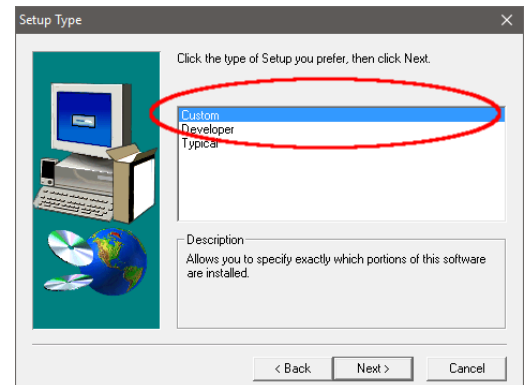 Setup Type
Click the type of Setup you prefer, then click Next.
Custom
Developer
Typical
Description
Allows you to specify exactly which portions of this software
are installed.
< Back
Next >
Cancel